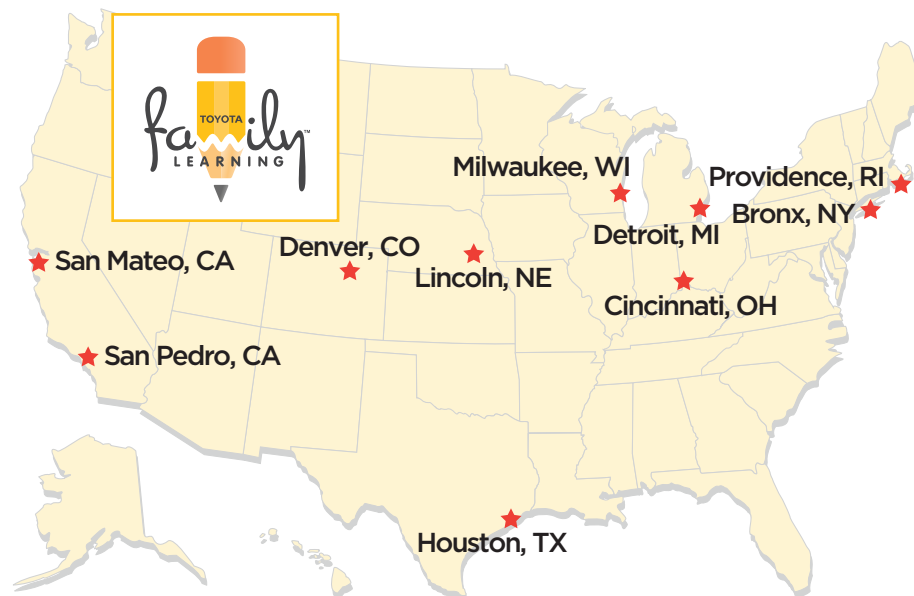 TOYOTA
family™
LEARNING
Milwaukee, WI
Providence, RI
Bronx, NY
Detroit, MI
Denver, CO
San Mateo, CA
Lincoln, NE
Cincinnati, OH
San Pedro, CA
Houston, TX